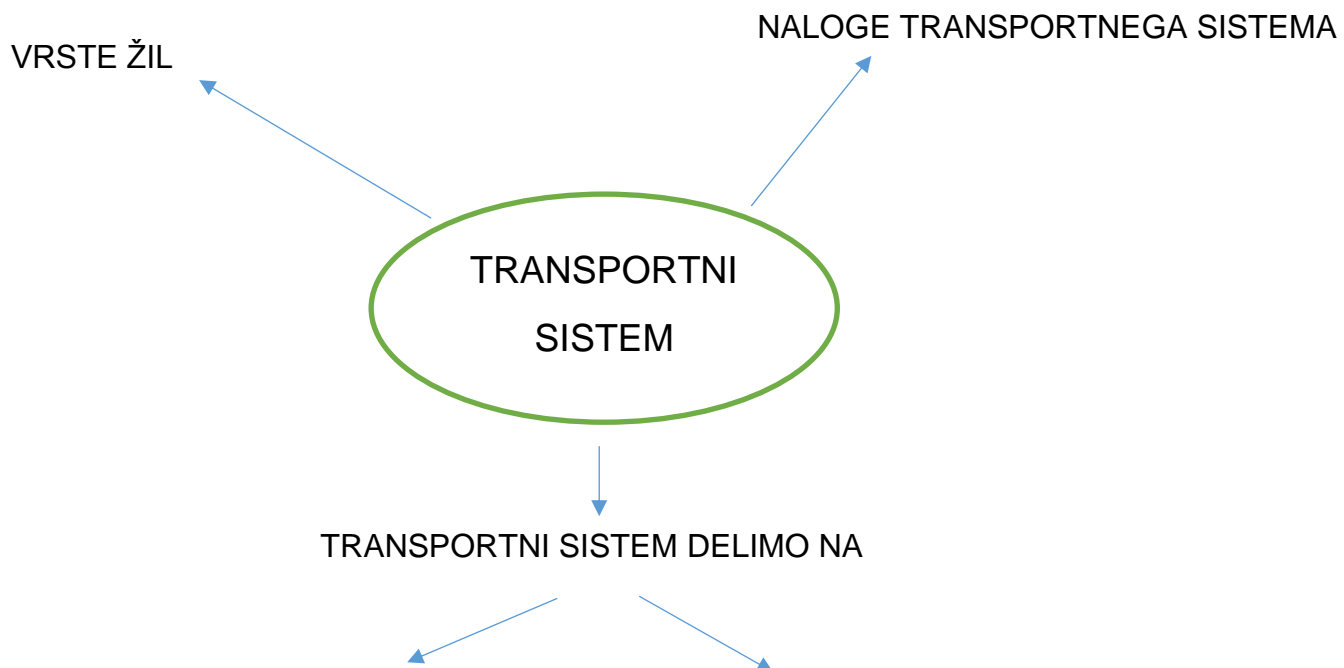 NALOGE TRANSPORTNEGA SISTEMA
VRSTE ŽIL
TRANSPORTNI
SISTEM
TRANSPORTNI SISTEM DELIMO NA